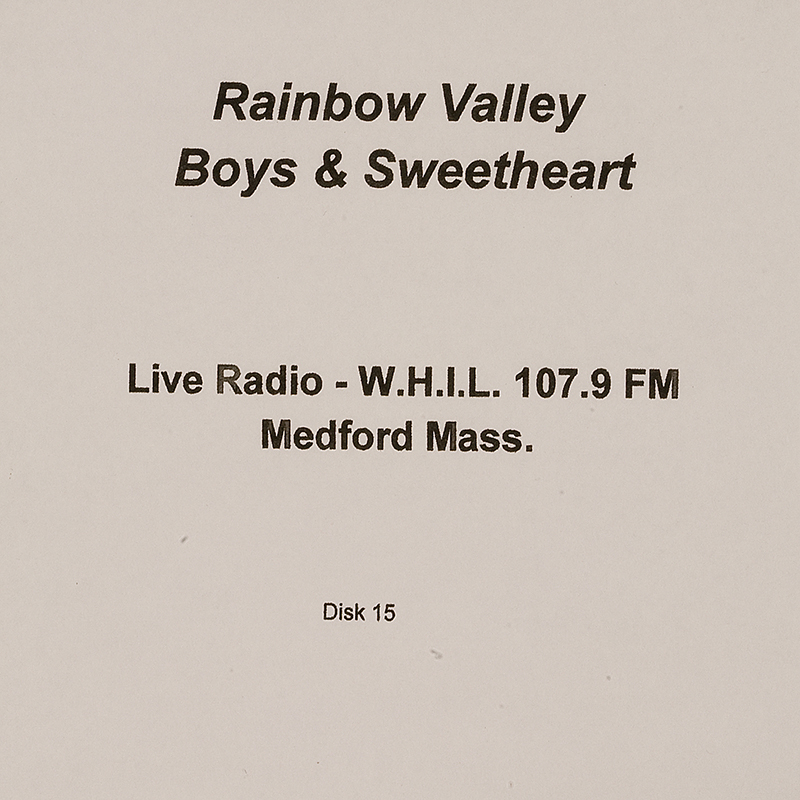 Rainbow Valley
Boys & Sweetheart
Live Radio - W.H.I.L. 107.9 FM
Medford Mass.
Disk 15